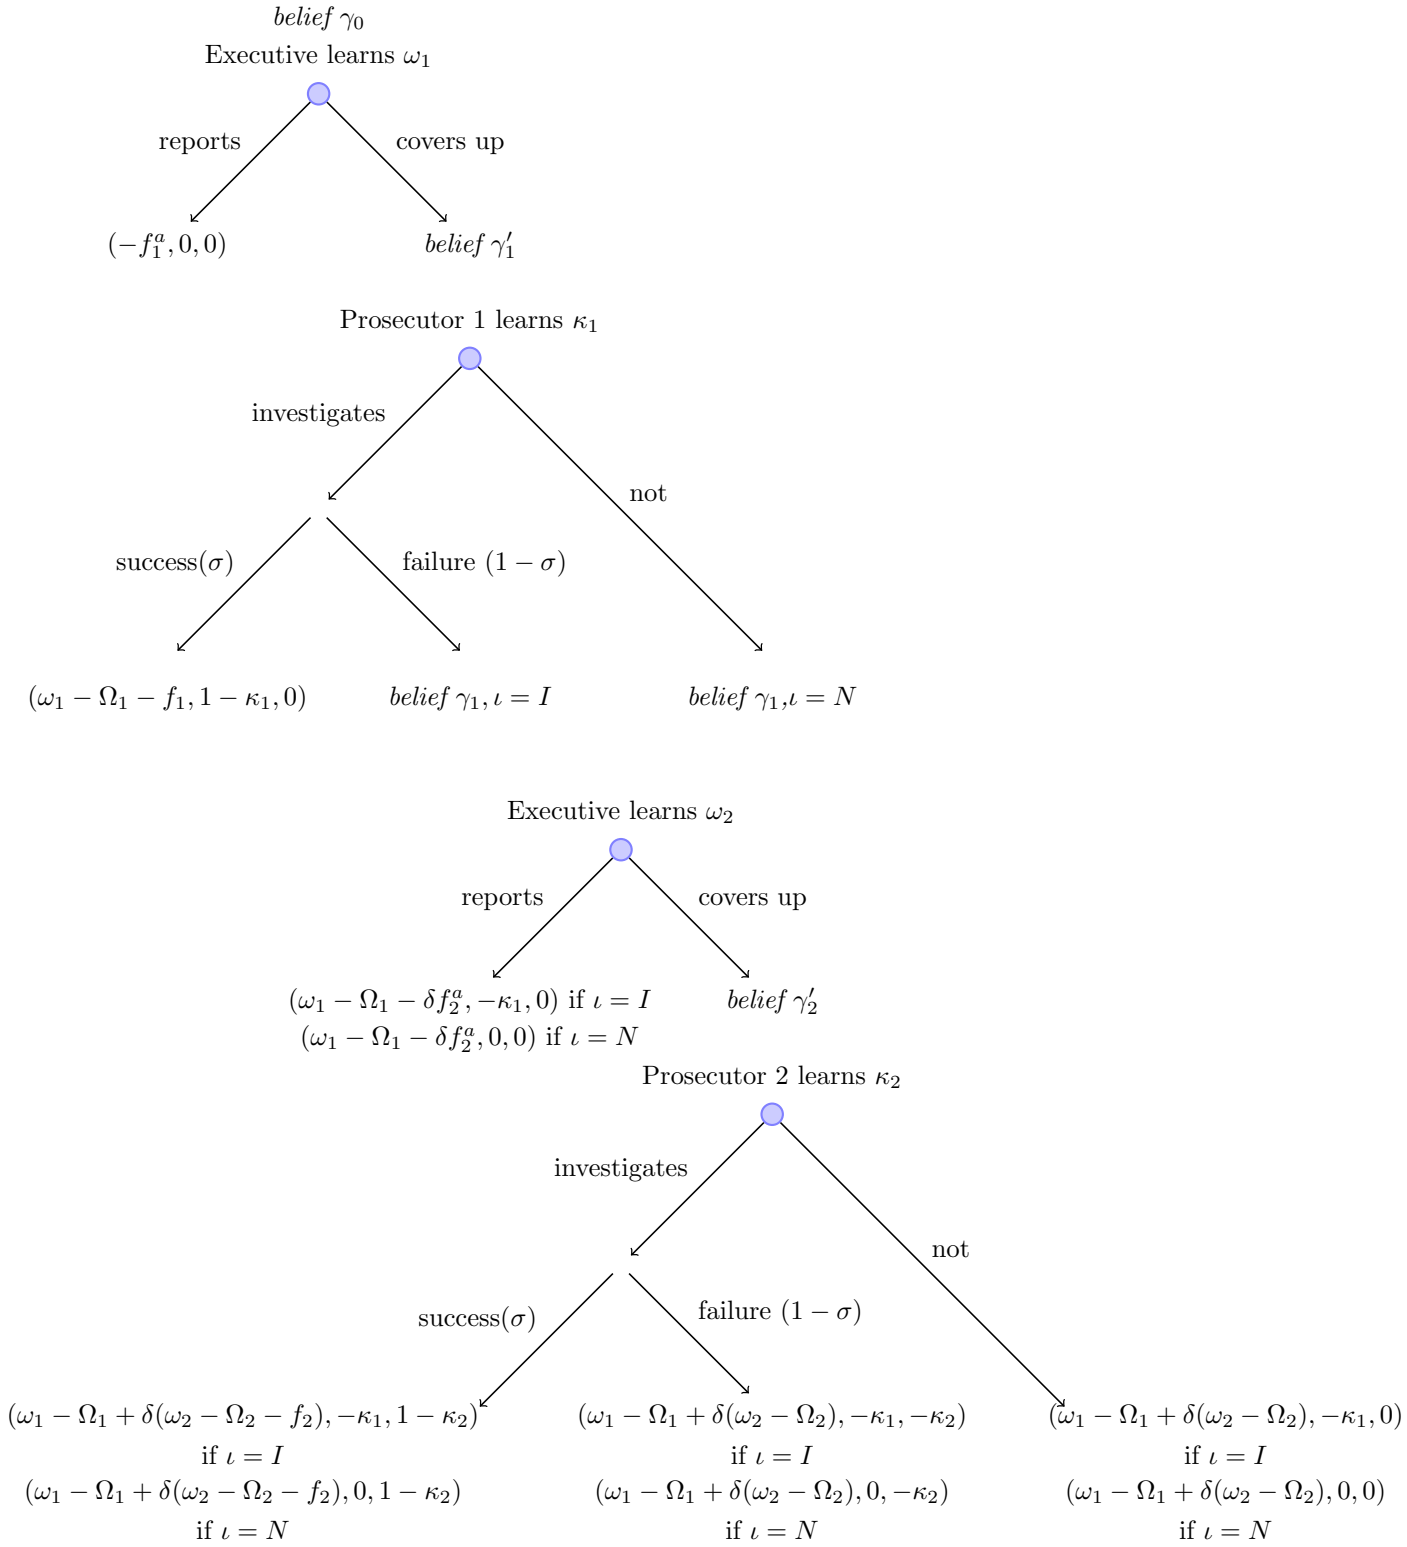 belief γ₀
Executive learns ω₁
reports
covers up
(−f₁ᵃ, 0, 0)
belief γ₁′
Prosecutor 1 learns κ₁
investigates
not
success(σ)
failure (1 − σ)
(ω₁ − Ω₁ − f₁, 1 − κ₁, 0)
belief γ₁, ι = I
belief γ₁,ι = N
Executive learns ω₂
reports
covers up
(ω₁ − Ω₁ − δf₂ᵃ, −κ₁, 0) if ι = I
belief γ₂′
(ω₁ − Ω₁ − δf₂ᵃ, 0, 0) if ι = N
Prosecutor 2 learns κ₂
investigates
not
success(σ)
failure (1 − σ)
(ω₁ − Ω₁ + δ(ω₂ − Ω₂ − f₂), −κ₁, 1 − κ₂)
if ι = I
(ω₁ − Ω₁ + δ(ω₂ − Ω₂ − f₂), 0, 1 − κ₂)
if ι = N
(ω₁ − Ω₁ + δ(ω₂ − Ω₂), −κ₁, −κ₂)
if ι = I
(ω₁ − Ω₁ + δ(ω₂ − Ω₂), 0, −κ₂)
if ι = N
(ω₁ − Ω₁ + δ(ω₂ − Ω₂), −κ₁, 0)
if ι = I
(ω₁ − Ω₁ + δ(ω₂ − Ω₂), 0, 0)
if ι = N